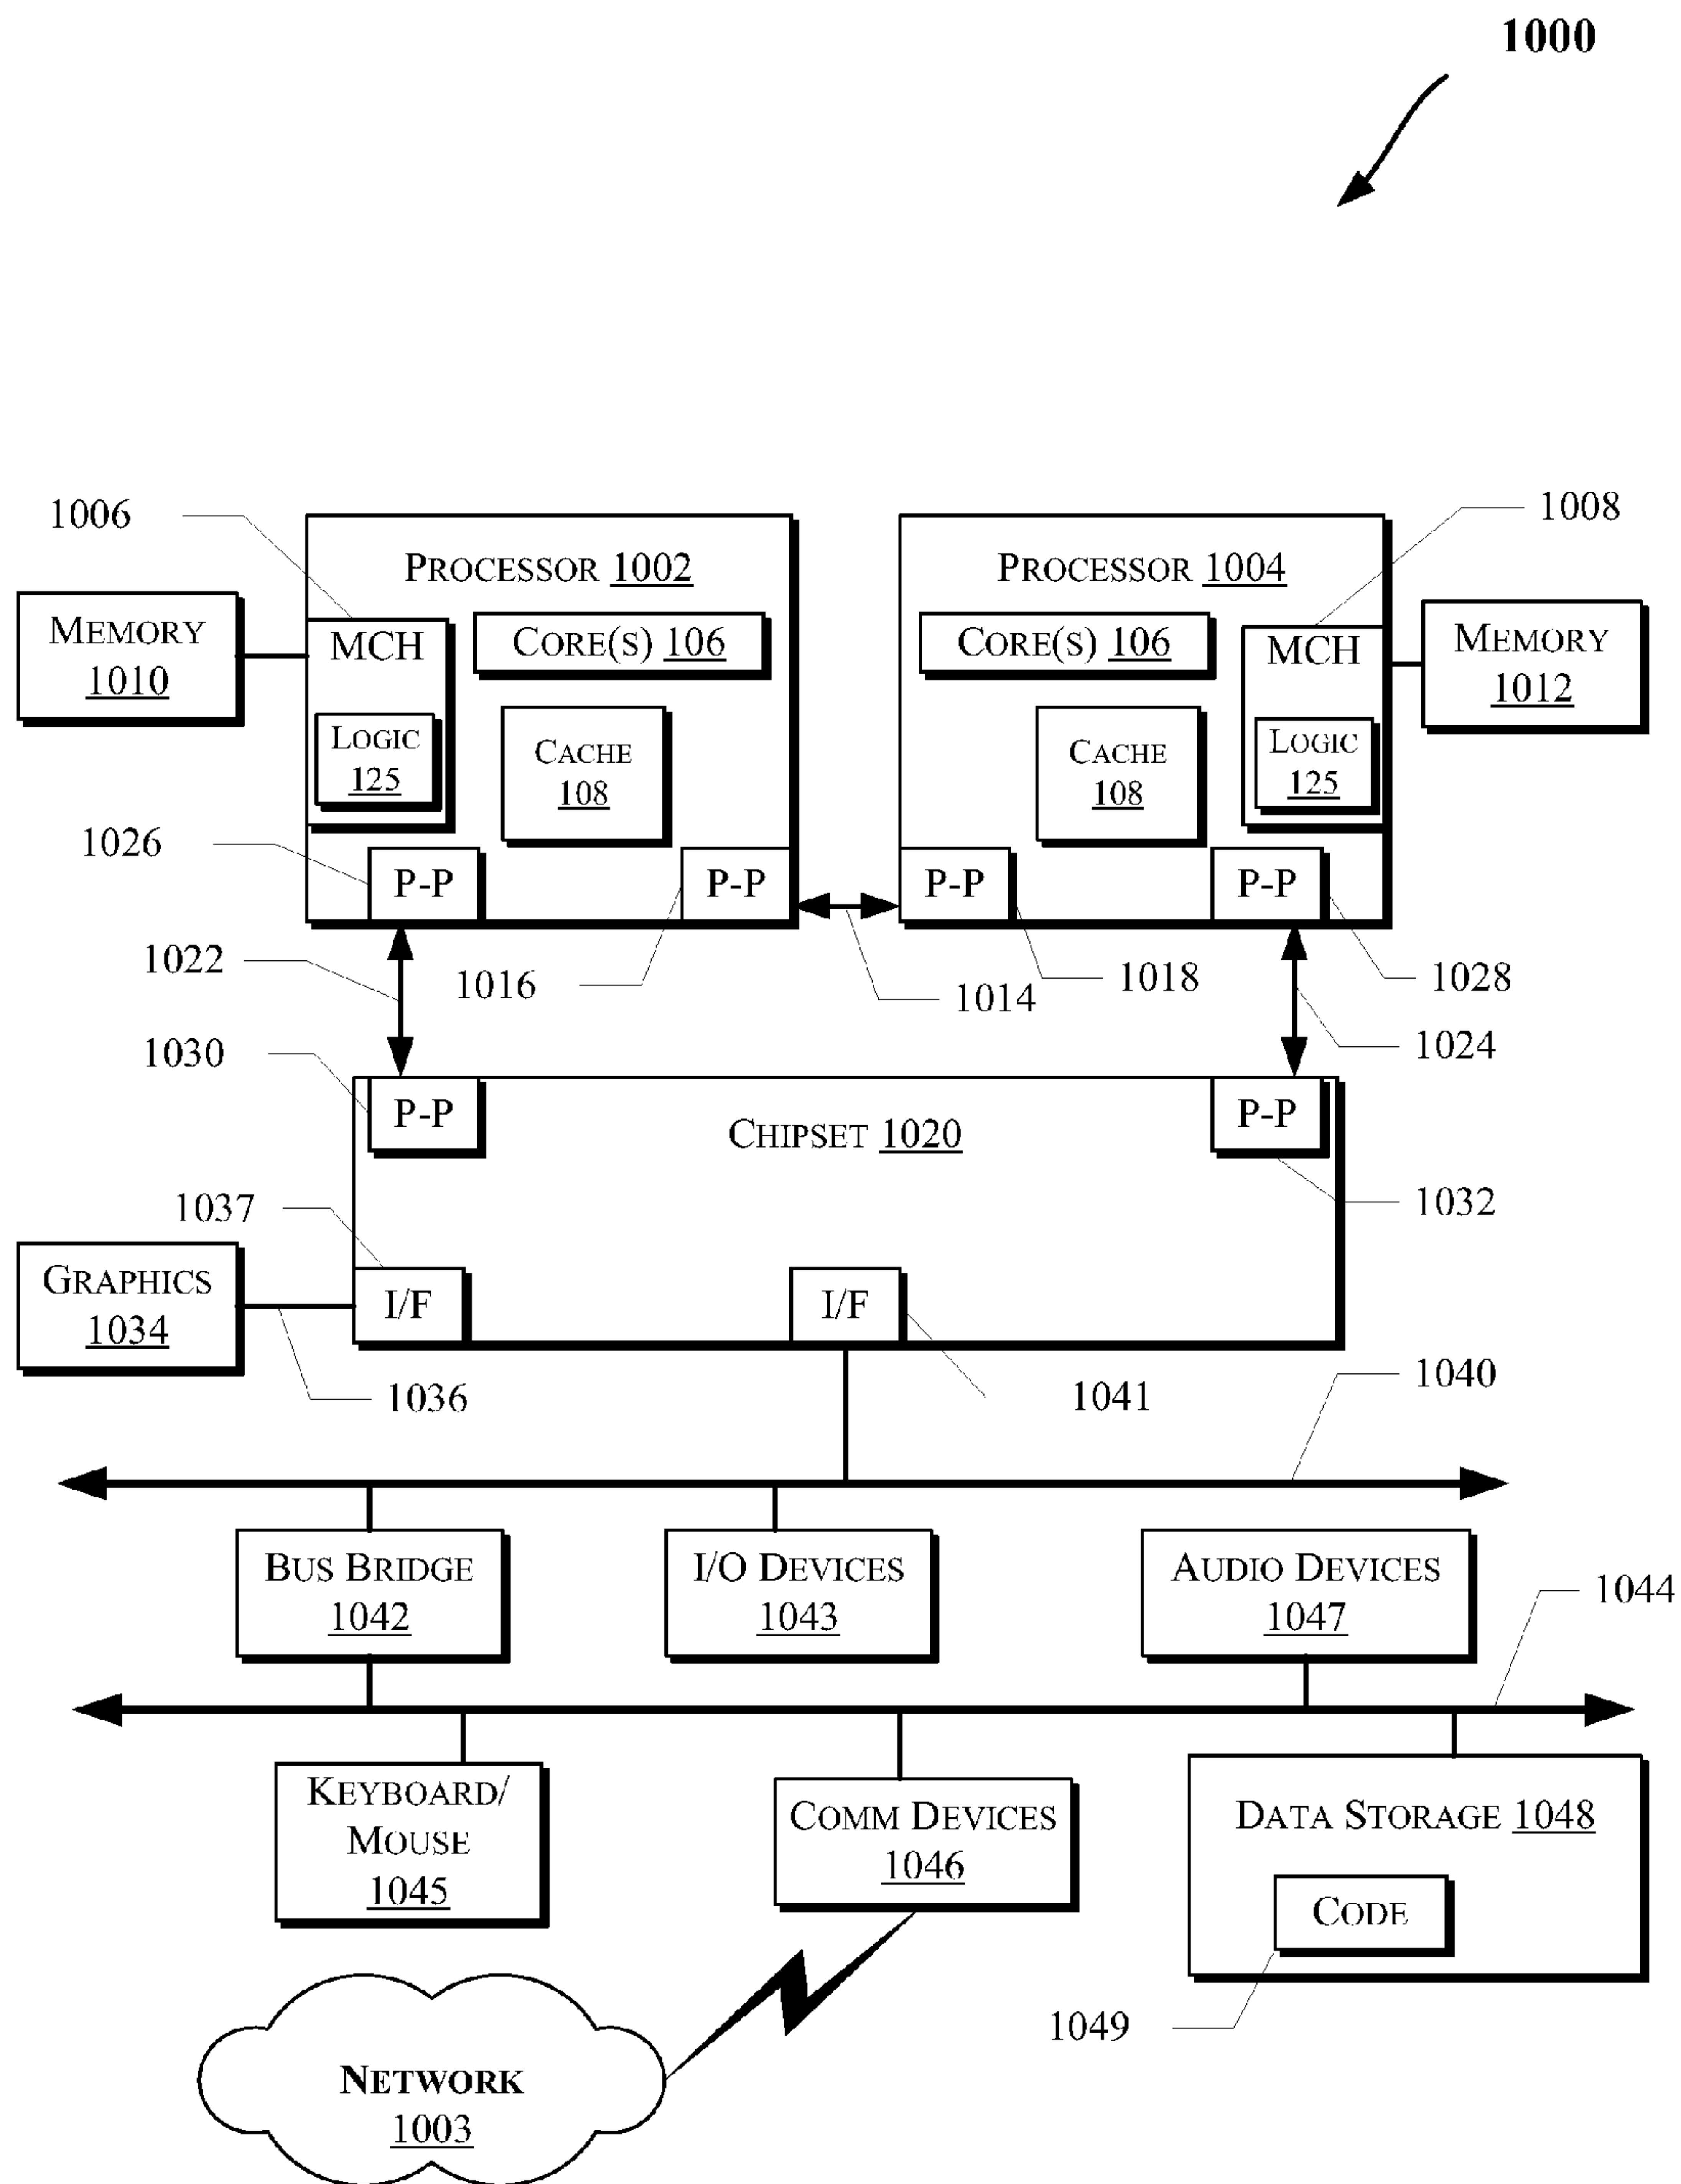 1000
1006
1008
PROCESSOR 1002
PROCESSOR 1004
MEMORY
1010
MCH
CORE(S) 106
CORE(S) 106
MCH
MEMORY
1012
LOGIC
125
CACHE
108
CACHE
108
LOGIC
125
1026
P-P
P-P
P-P
P-P
1022
1016
1014
1018
1028
1030
1024
P-P
CHIPSET 1020
P-P
1037
1032
GRAPHICS
1034
I/F
I/F
1036
1041
1040
BUS BRIDGE
1042
I/O DEVICES
1043
AUDIO DEVICES
1047
1044
KEYBOARD/
MOUSE
1045
COMM DEVICES
1046
DATA STORAGE 1048
CODE
1049
NETWORK
1003